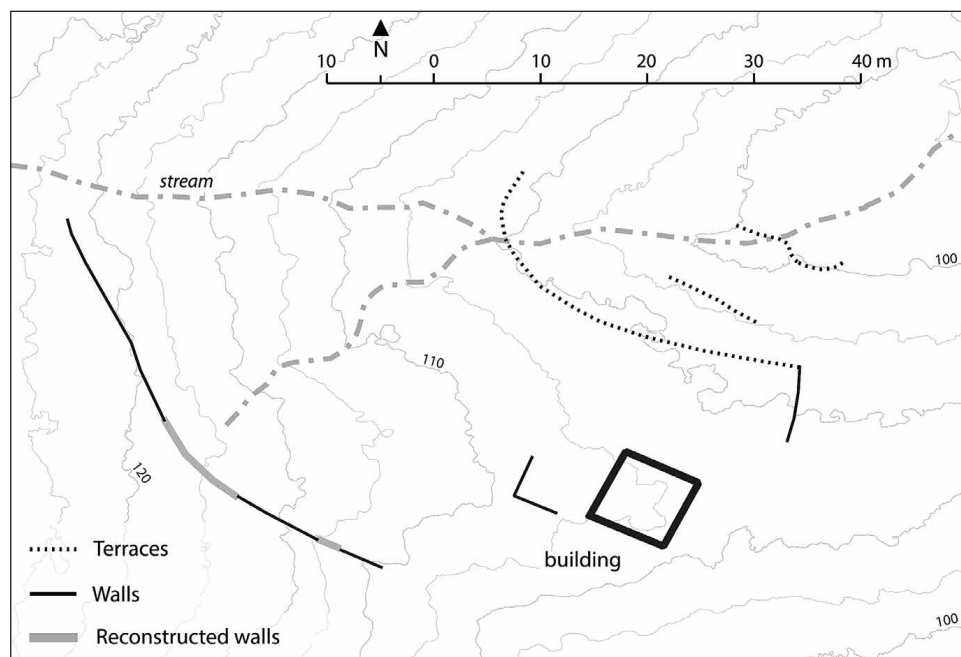 N
10 0 10 20 30 40 m
stream
100
110
120
building
Terraces
Walls
Reconstructed walls
100